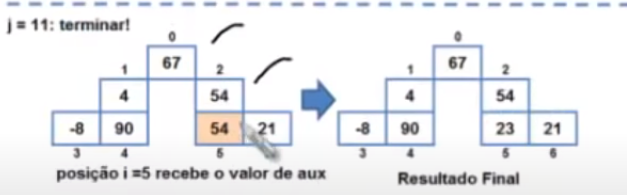 j = 11: terminar!
0 0
67 67
1 2 1 2
4 54 4 54
-8 90 54 21 -8 90 23 21
3 4 5 3 4 5 6
posição i =5 recebe o valor de aux
Resultado Final